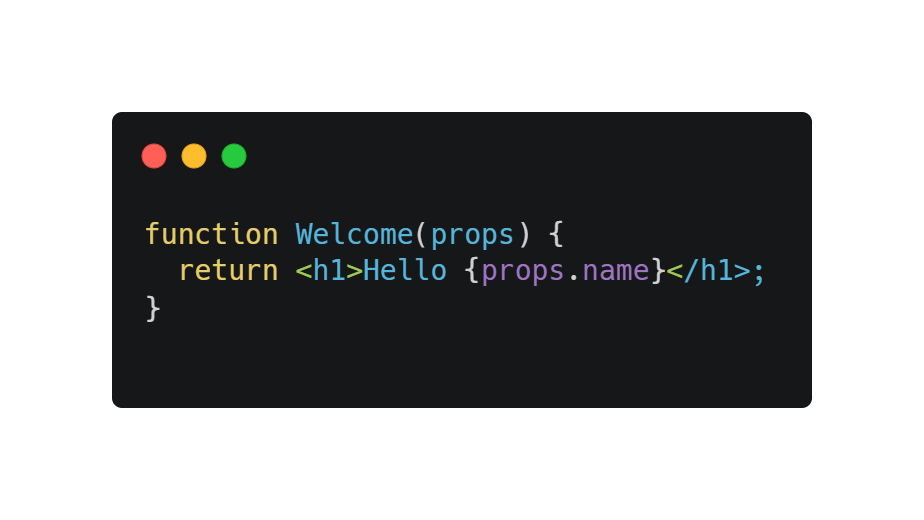 function Welcome(props) {
  return <h1>Hello {props.name}</h1>;
}